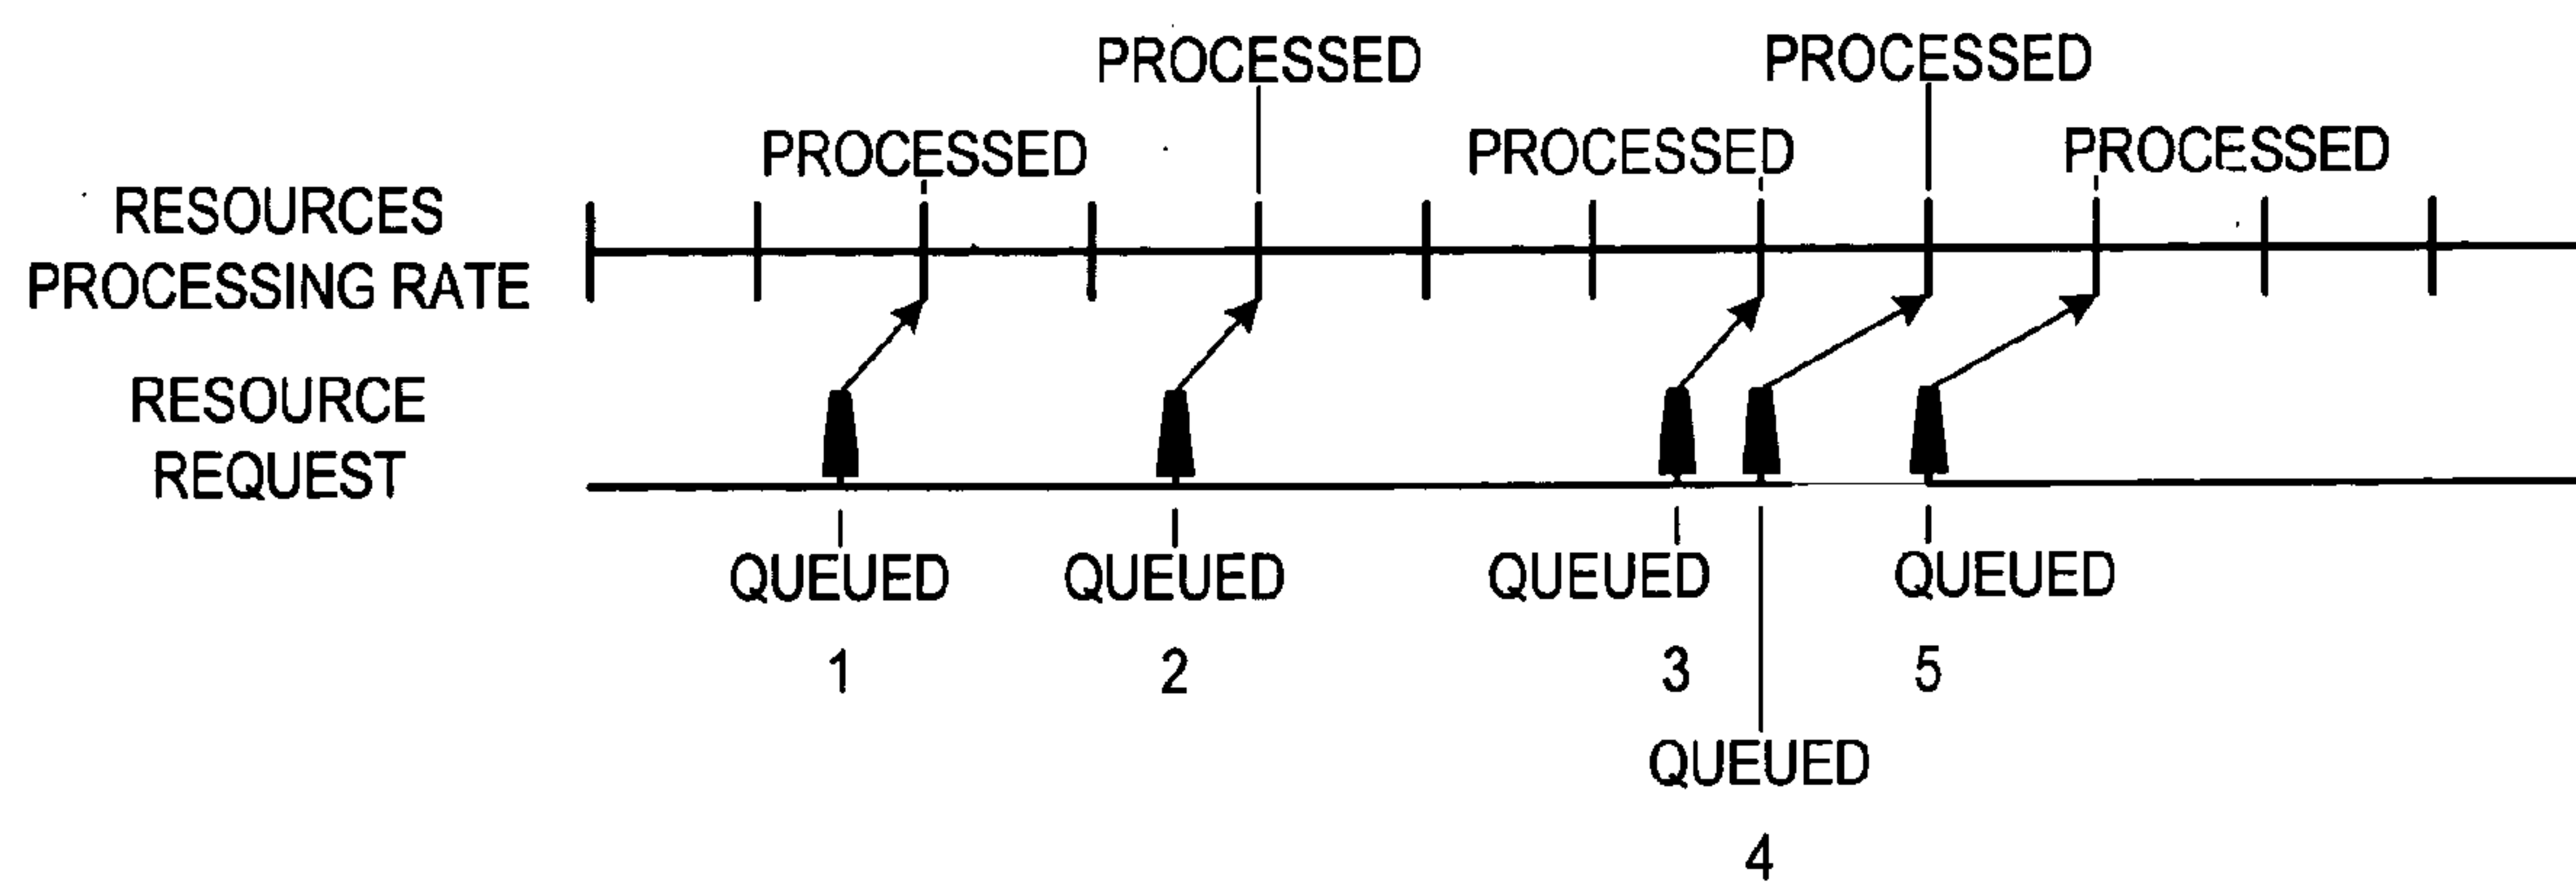 PROCESSED
PROCESSED
PROCESSED
PROCESSED
PROCESSED
RESOURCES
PROCESSING RATE
RESOURCE
REQUEST
QUEUED
QUEUED
QUEUED
QUEUED
1
2
3
5
QUEUED
4